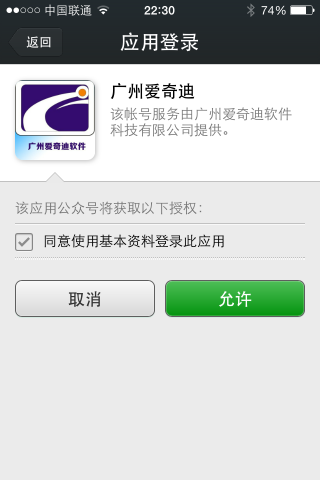 中国联通 22:30 74%
返回 应用登录
广州爱奇迪
该帐号服务由广州爱奇迪软件
科技有限公司提供。
广州爱奇迪软件
该应用公众号将获取以下授权：
同意使用基本资料登录此应用
取消 允许